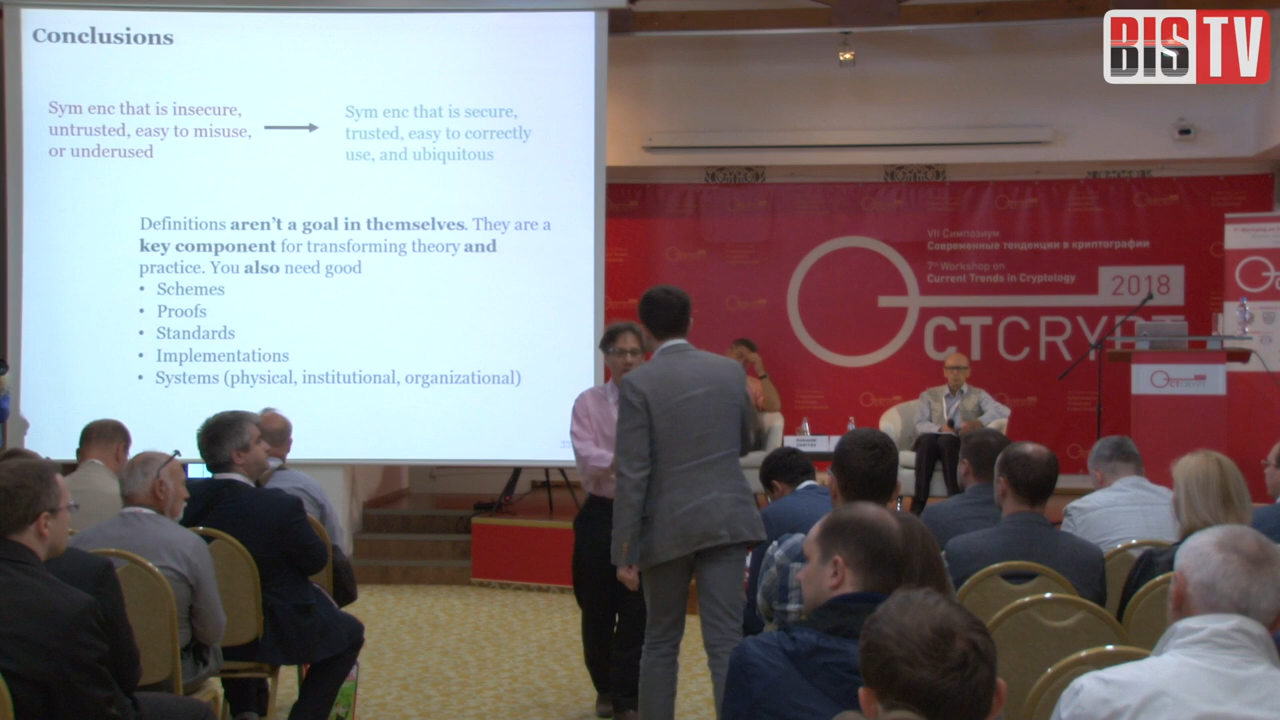 Conclusions
Sym enc that is insecure,
untrusted, easy to misuse,
or underused
Sym enc that is secure,
trusted, easy to correctly
use, and ubiquitous
Definitions aren't a goal in themselves. They are a
key component for transforming theory and
practice. You also need good
• Schemes
• Proofs
• Standards
• Implementations
• Systems (physical, institutional, organizational)
BIS TV
VII Симпозиум
Современные тенденции в криптографии
7th Workshop on
Current Trends in Cryptology
2018
CTCRYPT
CTCRYPT